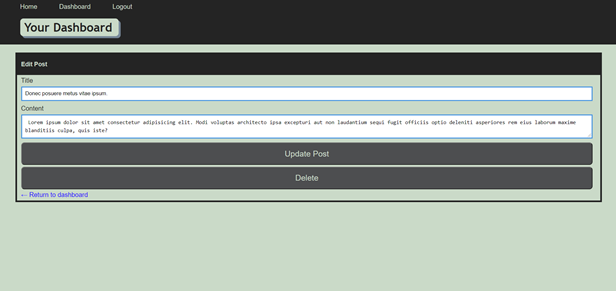 Home Dashboard Logout
Your Dashboard
Edit Post
Title
Donec posuere metus vitae ipsum.
Content
Lorem ipsum dolor sit amet consectetur adipisicing elit. Modi voluptas architecto ipsa excepturi aut non laudantium sequi fugit officiis optio deleniti asperiores rem eius laborum maxime
blanditiis culpa, quis iste?
Update Post
Delete
← Return to dashboard